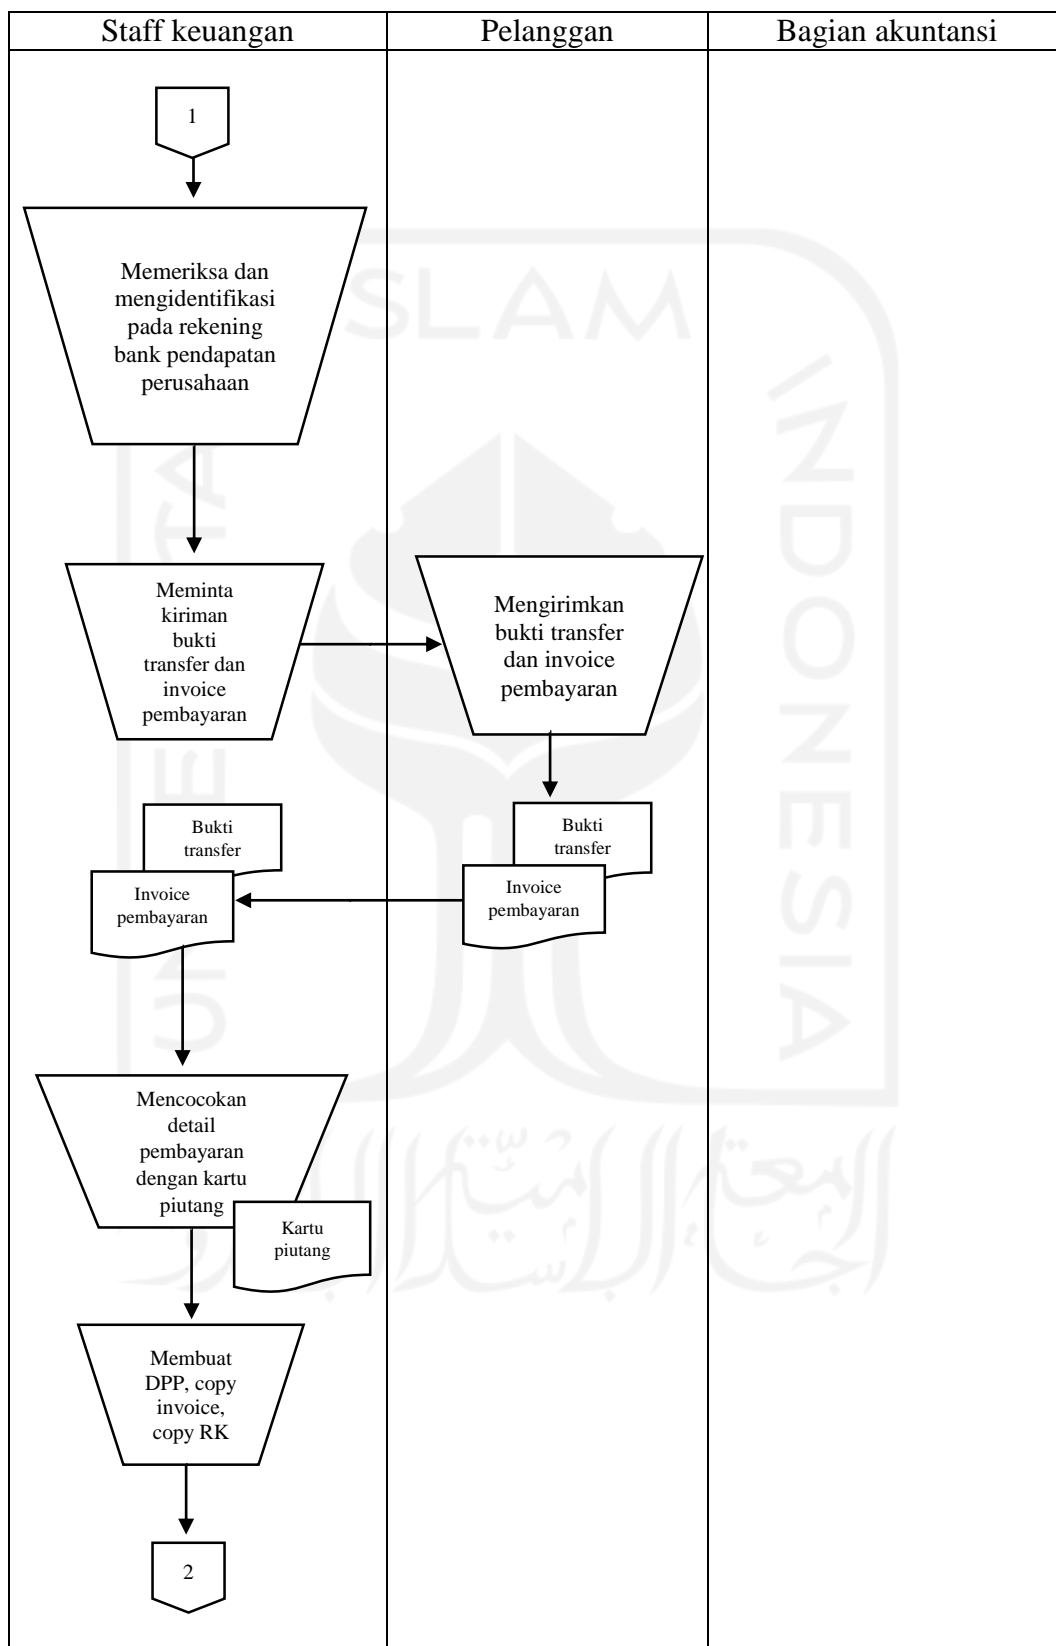 Staff keuangan
Pelanggan
Bagian akuntansi
1
Memeriksa dan
mengidentifikasi
pada rekening
bank pendapatan
perusahaan
Meminta
kiriman
bukti
transfer dan
invoice
pembayaran
Mengirimkan
bukti transfer
dan invoice
pembayaran
Bukti
transfer
Invoice
pembayaran
Bukti
transfer
Invoice
pembayaran
Mencocokan
detail
pembayaran
dengan kartu
piutang
Kartu
piutang
Membuat
DPP, copy
invoice,
copy RK
2
SLAM
INDONESIA